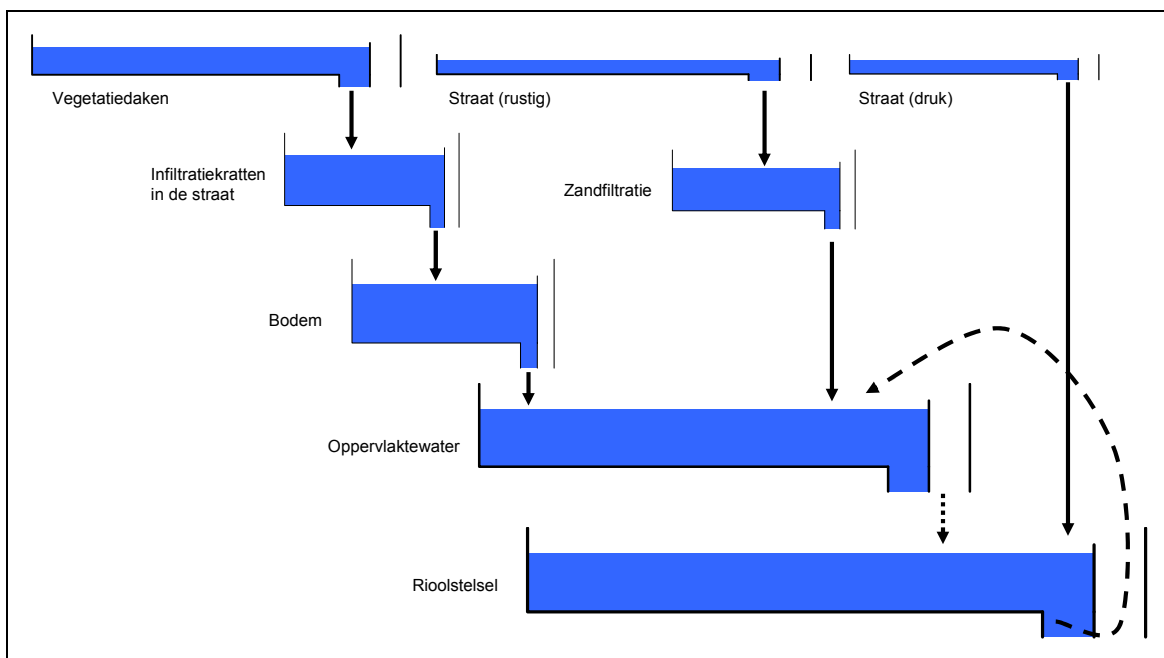 Vegetatiedaken
Straat (rustig)
Straat (druk)
Infiltratiekratten
in de straat
Zandfiltratie
Bodem
Oppervlaktewater
Rioolstelsel